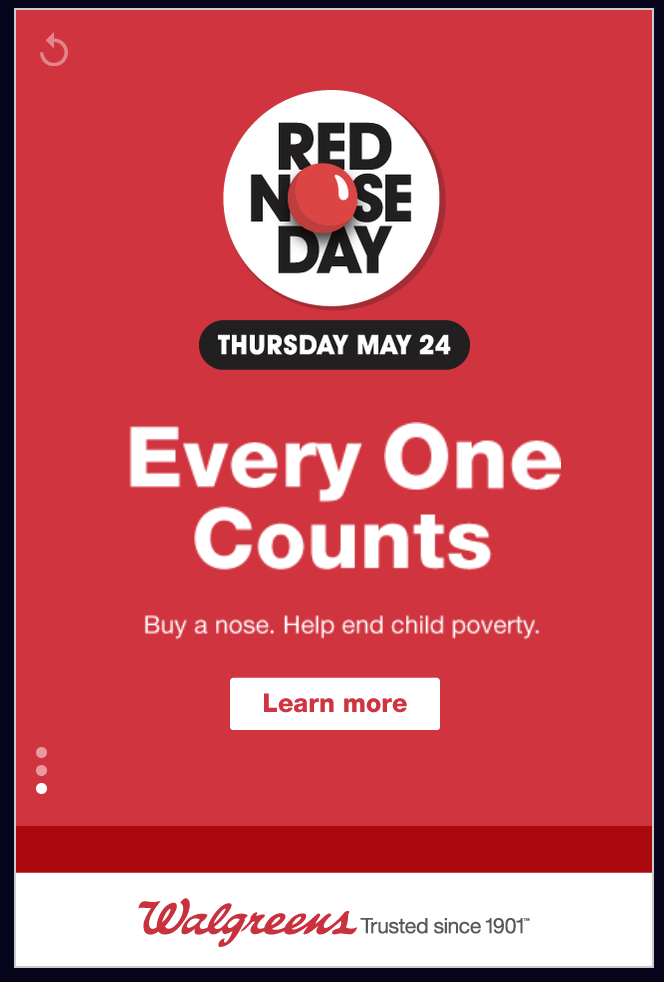 RED
NOSE
DAY
THURSDAY MAY 24
Every One
Counts
Buy a nose. Help end child poverty.
Learn more
Walgreens Trusted since 1901™